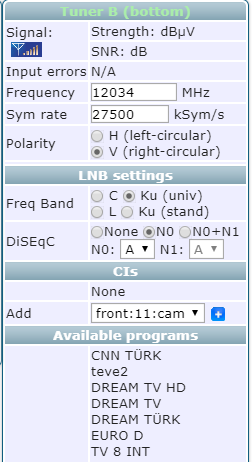 Tuner B (bottom)
Signal: Strength: dBµV
SNR: dB
Input errors N/A
Frequency 12034 MHz
Sym rate 27500 kSym/s
Polarity H (left-circular)
V (right-circular)
LNB settings
Freq Band C Ku (univ)
L Ku (stand)
DiSEqC None N0 N0+N1
N0: A N1: A
CIs
None
Add front:11:cam
Available programs
CNN TÜRK
teve2
DREAM TV HD
DREAM TV
DREAM TÜRK
EURO D
TV 8 INT